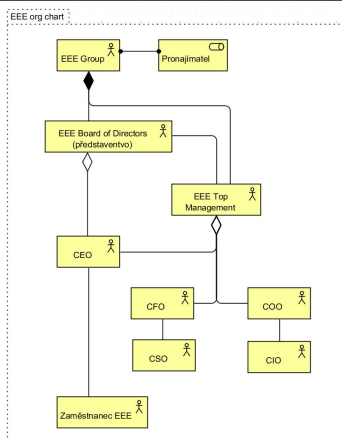 EEE org chart
EEE Group
Pronajímatel
EEE Board of Directors
(představentvo)
EEE Top
Management
CEO
CFO
COO
CSO
CIO
Zaměstnanec EEE